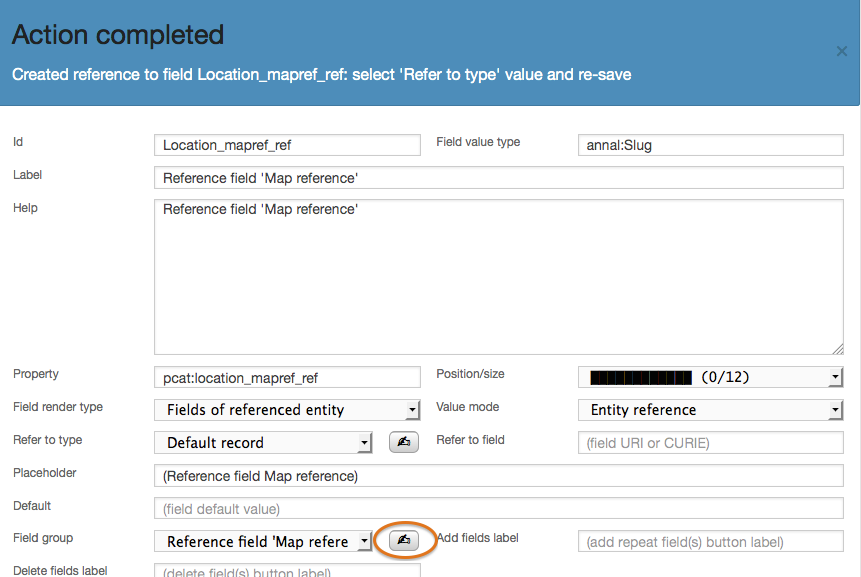 Action completed
×
Created reference to field Location_mapref_ref: select 'Refer to type' value and re-save
Id Location_mapref_ref Field value type annal:Slug
Label Reference field 'Map reference'
Help Reference field 'Map reference'
Property pcat:location_mapref_ref Position/size (0/12)
Field render type Fields of referenced entity Value mode Entity reference
Refer to type Default record Refer to field (field URI or CURIE)
Placeholder (Reference field Map reference)
Default (field default value)
Field group Reference field 'Map refere Add fields label (add repeat field(s) button label)
Delete fields label (delete field(s) button label)